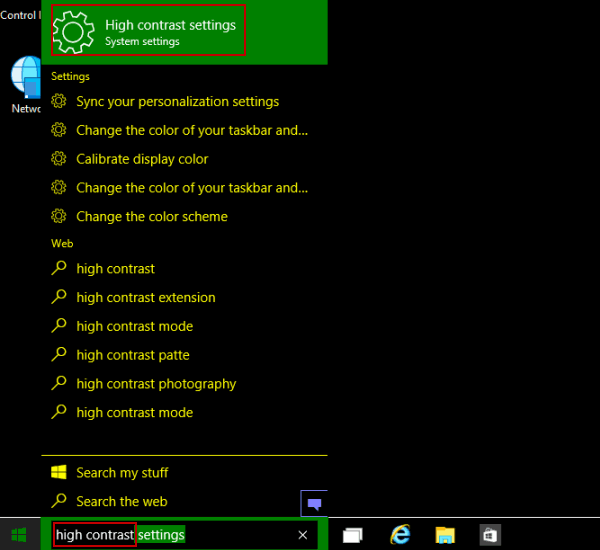 Control
High contrast settings
System settings
Settings
Sync your personalization settings
Change the color of your taskbar and...
Calibrate display color
Change the color of your taskbar and...
Change the color scheme
Web
high contrast
high contrast extension
high contrast mode
high contrast patte
high contrast photography
high contrast mode
Search my stuff
Search the web
high contrast settings